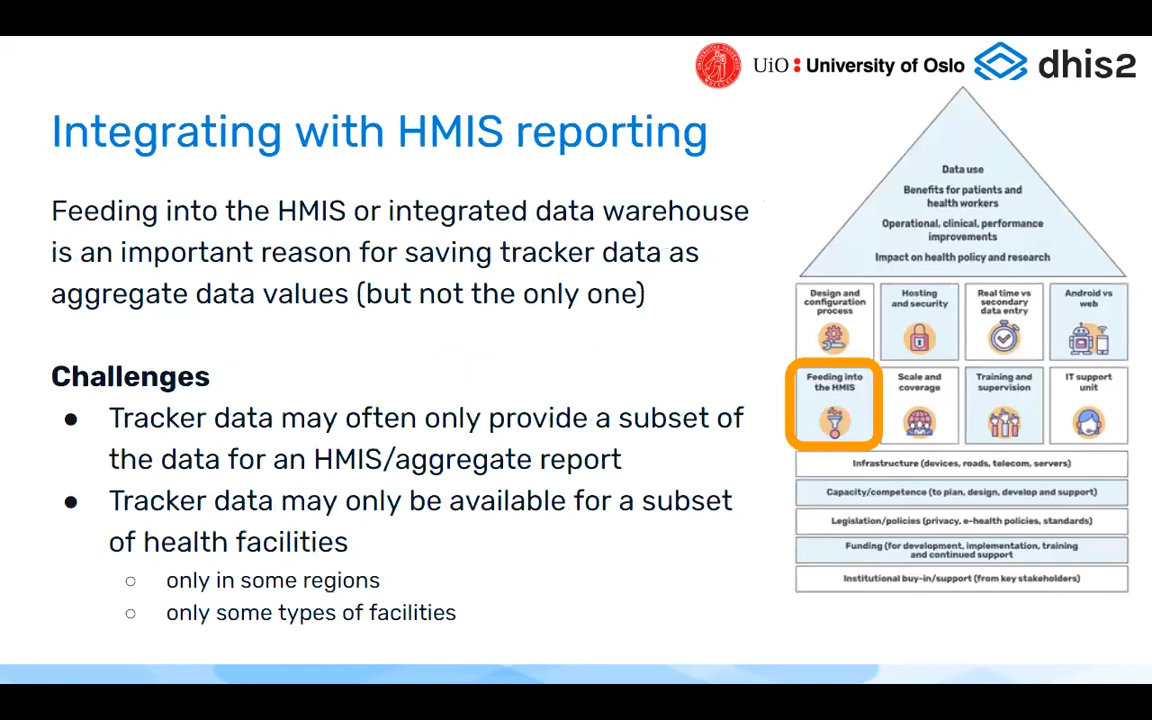 UiO : University of Oslo
dhis2
Integrating with HMIS reporting
Feeding into the HMIS or integrated data warehouse
is an important reason for saving tracker data as
aggregate data values (but not the only one)
Challenges
● Tracker data may often only provide a subset of
the data for an HMIS/aggregate report
● Tracker data may only be available for a subset
of health facilities
○ only in some regions
○ only some types of facilities
Data use
Benefits for patients and
health workers
Operational, clinical, performance
improvements
Impact on health policy and research
Design and
configuration
process
Hosting
and security
Real time vs
secondary
data entry
Android vs
web
Feeding into
the HMIS
Scale and
coverage
Training and
supervision
IT support
unit
Infrastructure (devices, roads, telecom, servers)
Capacity/competence (to plan, design, develop and support)
Legislation/policies (privacy, e-health policies, standards)
Funding (for development, implementation, training
and continued support
Institutional buy-in/support (from key stakeholders)